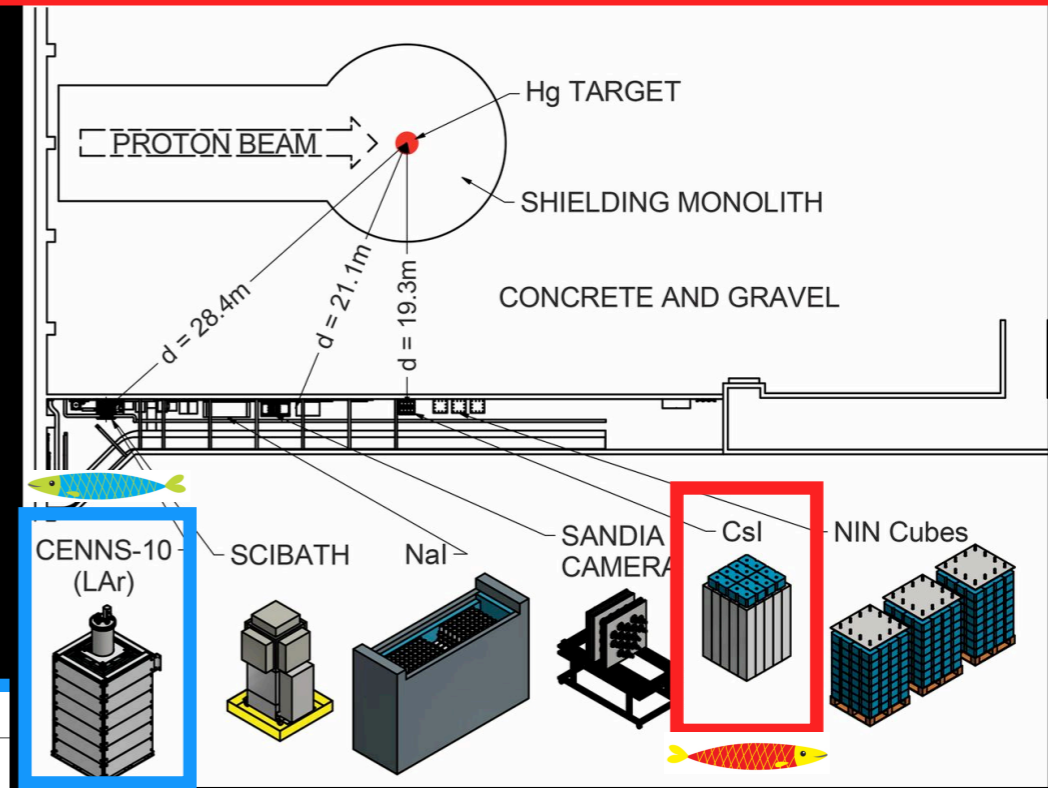 Hg TARGET
PROTON BEAM
SHIELDING MONOLITH
d = 28.4m
d = 21.1m
d = 19.3m
CONCRETE AND GRAVEL
CENNS-10
(LAr)
SCIBATH
NaI
SANDIA
CAMERA
CsI
NIN Cubes